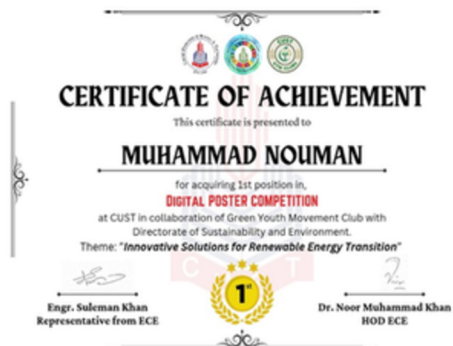 CERTIFICATE OF ACHIEVEMENT
This certificate is presented to
MUHAMMAD NOUMAN
for acquiring 1st position in,
DIGITAL POSTER COMPETITION
at CUST in collaboration of Green Youth Movement Club with
Directorate of Sustainability and Environment.
Theme: "Innovative Solutions for Renewable Energy Transition"
C T
1st
Engr. Suleman Khan
Representative from ECE
Dr. Noor Muhammad Khan
HOD ECE